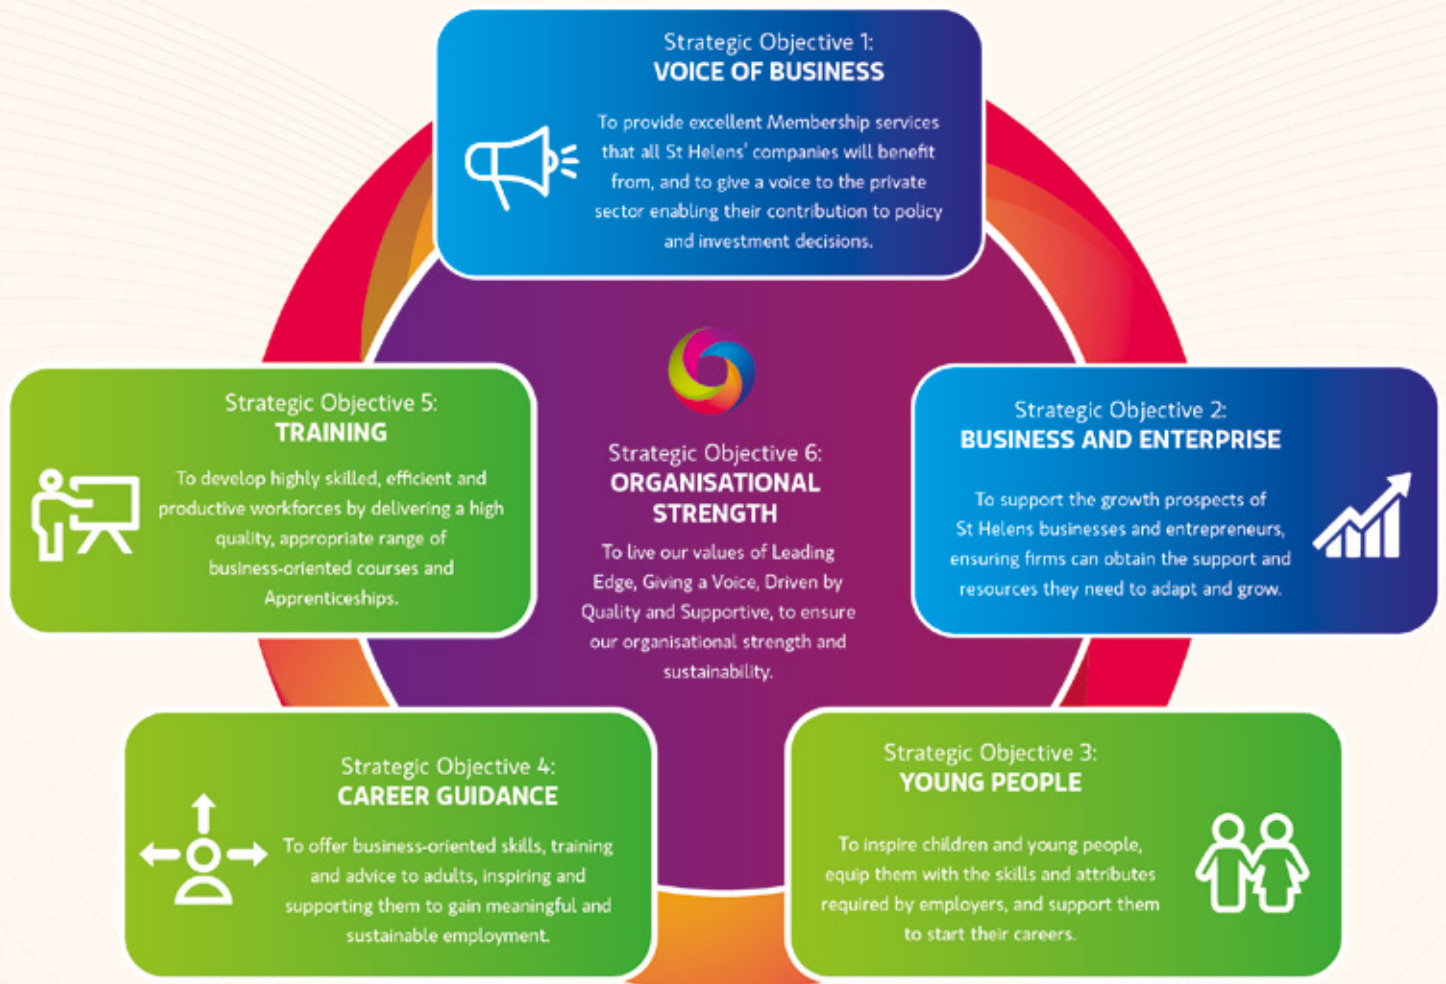 Strategic Objective 1:
VOICE OF BUSINESS
To provide excellent Membership services
that all St Helens' companies will benefit
from, and to give a voice to the private
sector enabling their contribution to policy
and investment decisions.
Strategic Objective 2:
BUSINESS AND ENTERPRISE
To support the growth prospects of
St Helens businesses and entrepreneurs,
ensuring firms can obtain the support and
resources they need to adapt and grow.
Strategic Objective 3:
YOUNG PEOPLE
To inspire children and young people,
equip them with the skills and attributes
required by employers, and support them
to start their careers.
Strategic Objective 4:
CAREER GUIDANCE
To offer business-oriented skills, training
and advice to adults, inspiring and
supporting them to gain meaningful and
sustainable employment.
Strategic Objective 5:
TRAINING
To develop highly skilled, efficient and
productive workforces by delivering a high
quality, appropriate range of
business-oriented courses and
Apprenticeships.
Strategic Objective 6:
ORGANISATIONAL
STRENGTH
To live our values of Leading
Edge, Giving a Voice, Driven by
Quality and Supportive, to ensure
our organisational strength and
sustainability.